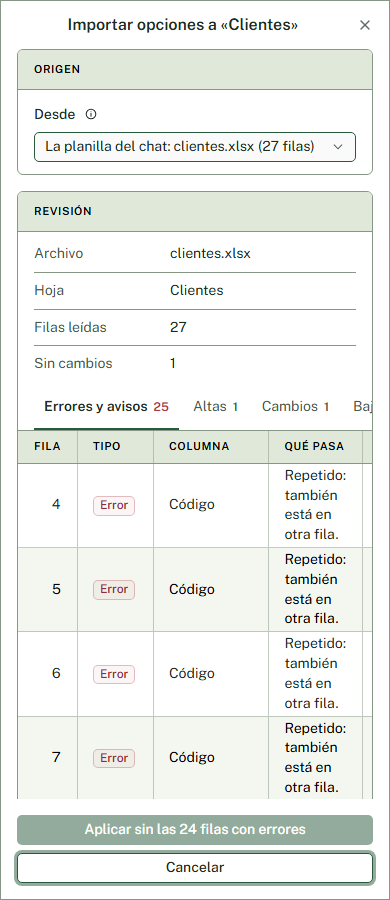 Importar opciones a «Clientes»
ORIGEN
Desde
La planilla del chat: clientes.xlsx (27 filas)
REVISIÓN
Archivo clientes.xlsx
Hoja Clientes
Filas leídas 27
Sin cambios 1
Errores y avisos 25 Altas 1 Cambios 1 Baj
FILA TIPO COLUMNA QUÉ PASA
4 Error Código Repetido:
también
está en
otra fila.
5 Error Código Repetido:
también
está en
otra fila.
6 Error Código Repetido:
también
está en
otra fila.
7 Error Código Repetido:
también
está en
otra fila.
Aplicar sin las 24 filas con errores
Cancelar